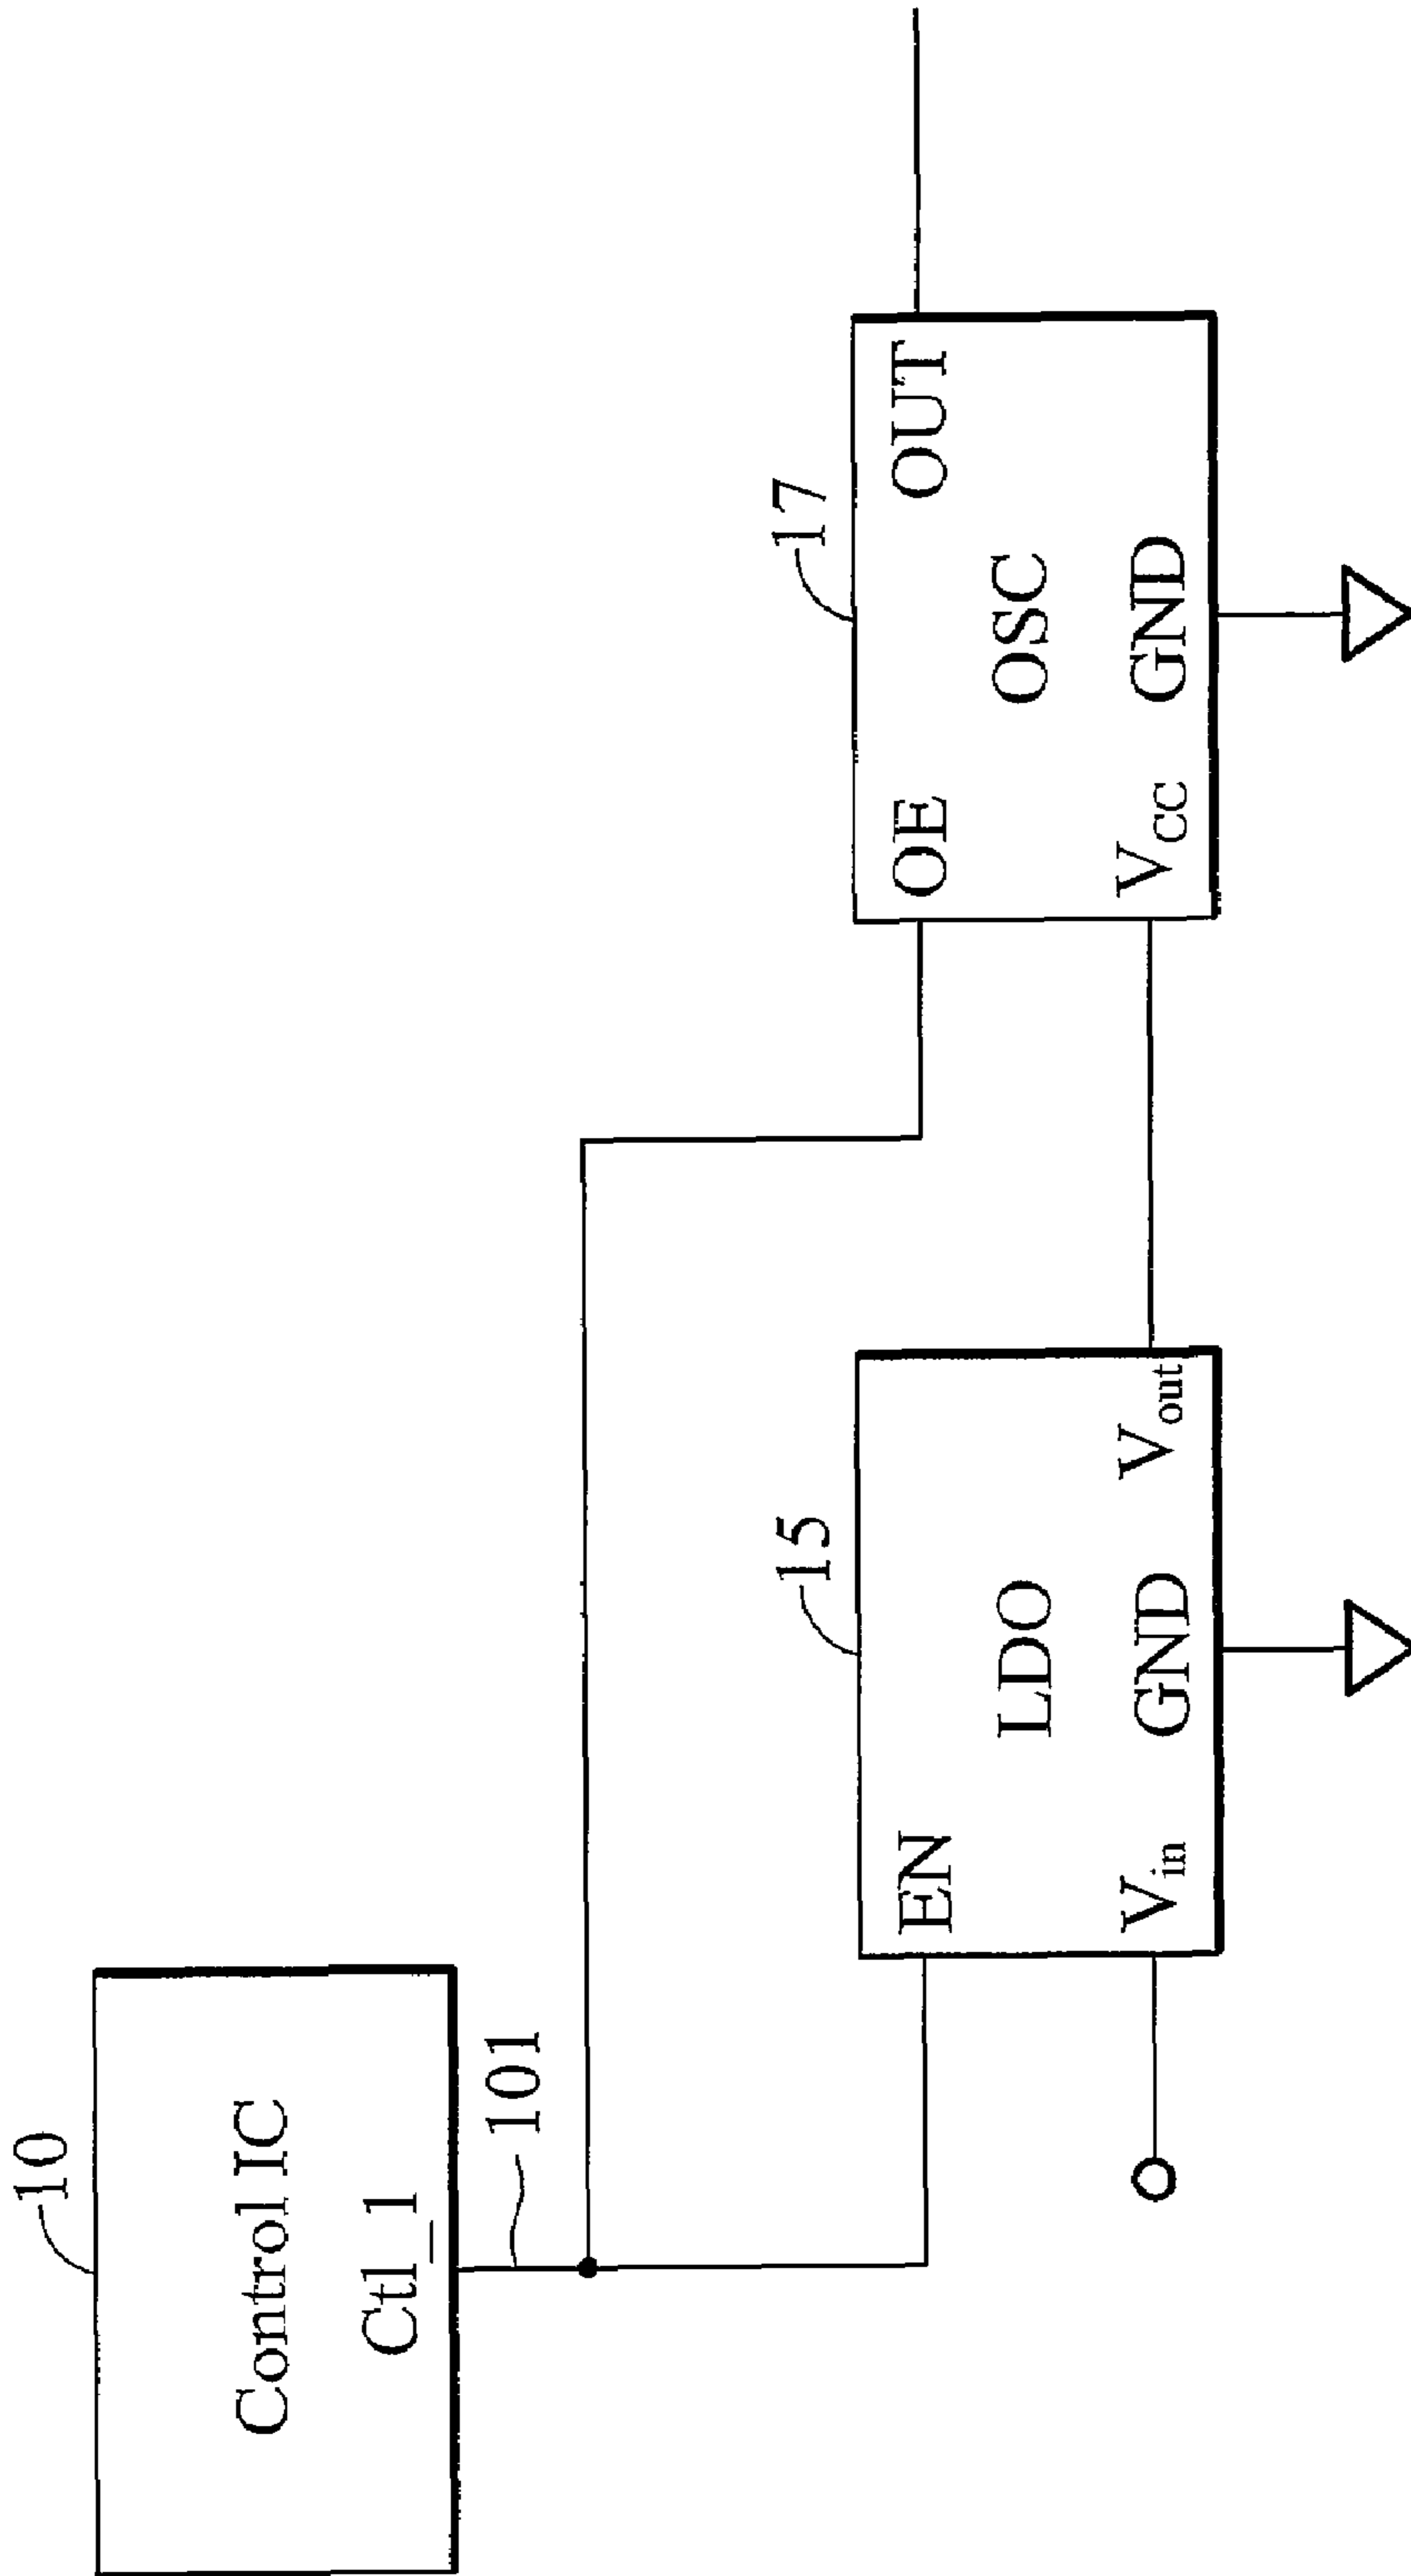 10
Control IC
Ctl_1
101
15
EN
LDO
Vin
GND
Vout
17
OE
OUT
OSC
VCC
GND